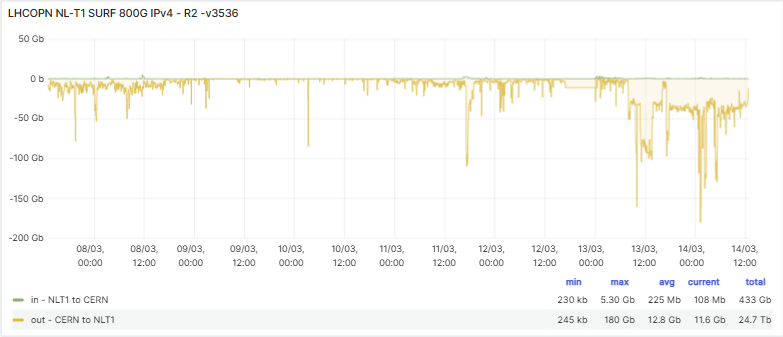 LHCOPN NL-T1 SURF 800G IPv4 - R2 -v3536
50 Gb
0 b
-50 Gb
-100 Gb
-150 Gb
-200 Gb
08/03, 00:00
08/03, 12:00
09/03, 00:00
09/03, 12:00
10/03, 00:00
10/03, 12:00
11/03, 00:00
11/03, 12:00
12/03, 00:00
12/03, 12:00
13/03, 00:00
13/03, 12:00
14/03, 00:00
14/03, 12:00
min max avg current total
in - NLT1 to CERN 230 kb 5.30 Gb 225 Mb 108 Mb 433 Gb
out - CERN to NLT1 245 kb 180 Gb 12.8 Gb 11.6 Gb 24.7 Tb